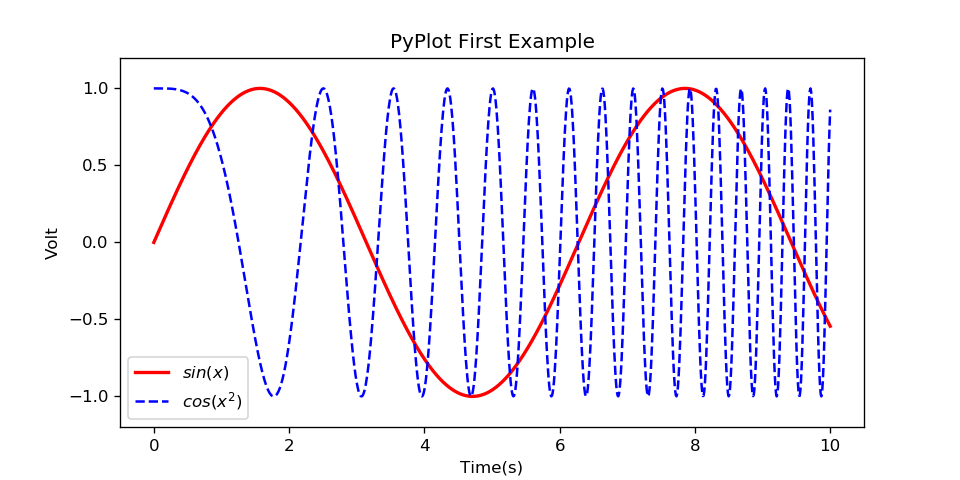 PyPlot First Example
Volt
1.0
0.5
0.0
−0.5
−1.0
sin(x)
cos(x²)
0 2 4 6 8 10
Time(s)